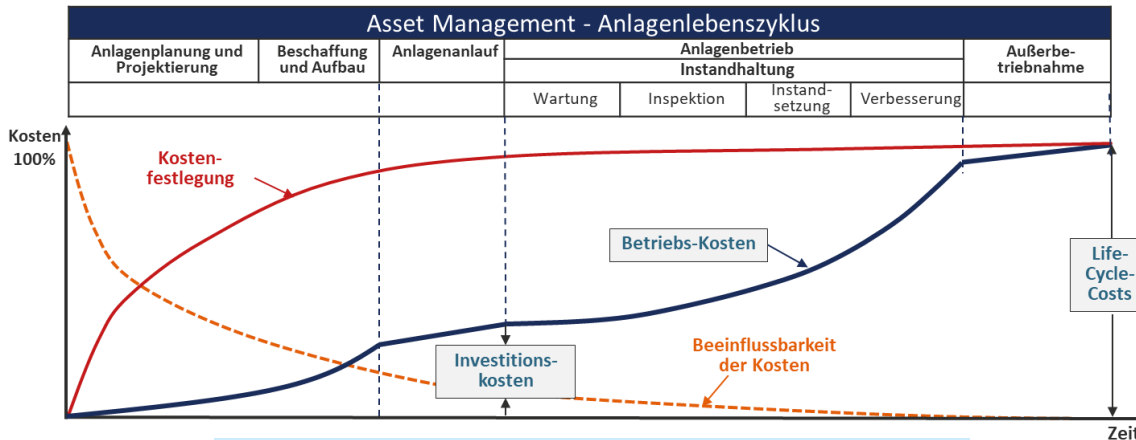 Asset Management - Anlagenlebenszyklus
Anlagenplanung und
Projektierung
Beschaffung
und Aufbau
Anlagenanlauf
Anlagenbetrieb
Instandhaltung
Außerbe-
triebnahme
Wartung
Inspektion
Instand-
setzung
Verbesserung
Kosten
100%
Kosten-
festlegung
Betriebs-Kosten
Life-
Cycle-
Costs
Investitions-
kosten
Beeinflussbarkeit
der Kosten
Zeit